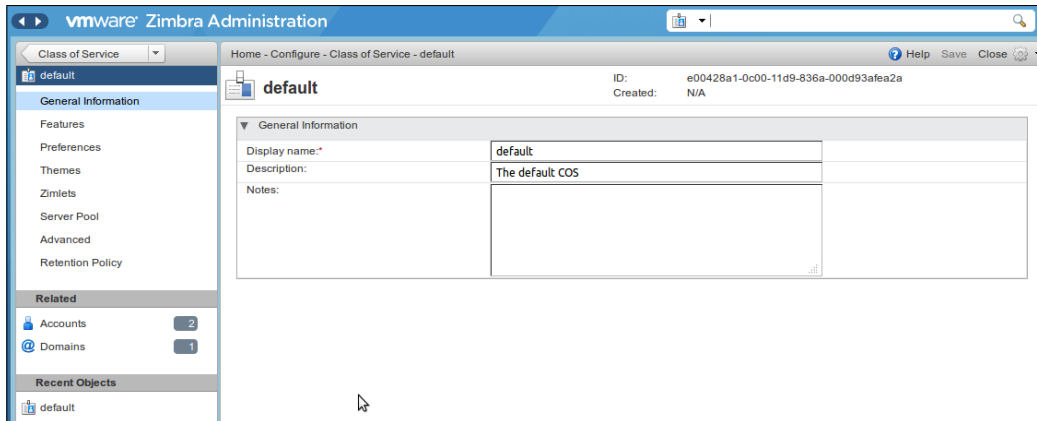 vmware Zimbra Administration
Class of Service
Home - Configure - Class of Service - default
Help Save Close
default
default
ID: e00428a1-0c00-11d9-836a-000d93afea2a
Created: N/A
General Information
Features
Preferences
Themes
Zimlets
Server Pool
Advanced
Retention Policy
General Information
Display name:* default
Description: The default COS
Notes:
Related
Accounts 2
Domains 1
Recent Objects
default